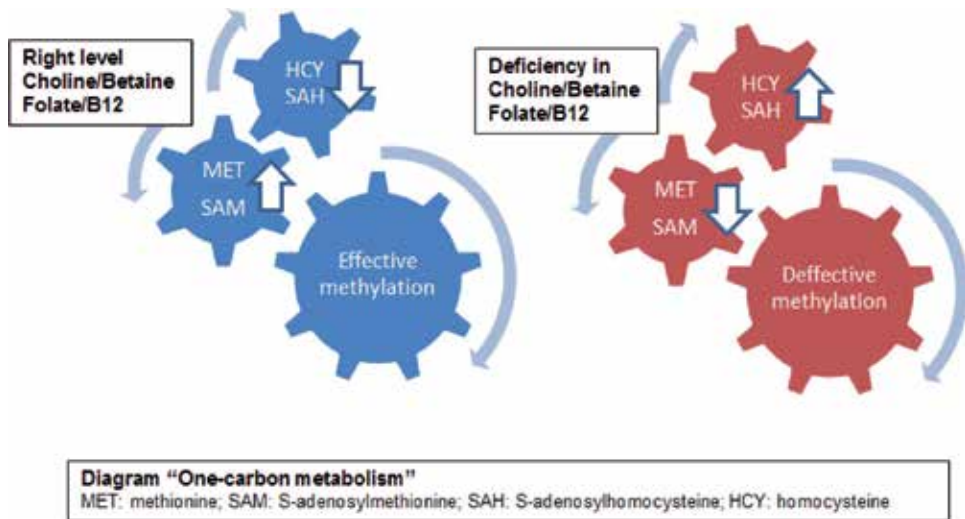 Right level
Choline/Betaine
Folate/B12
HCY
SAH
MET
SAM
Effective
methylation
Deficiency in
Choline/Betaine
Folate/B12
HCY
SAH
MET
SAM
Deffective
methylation
Diagram “One-carbon metabolism”
MET: methionine; SAM: S-adenosylmethionine; SAH: S-adenosylhomocysteine; HCY: homocysteine